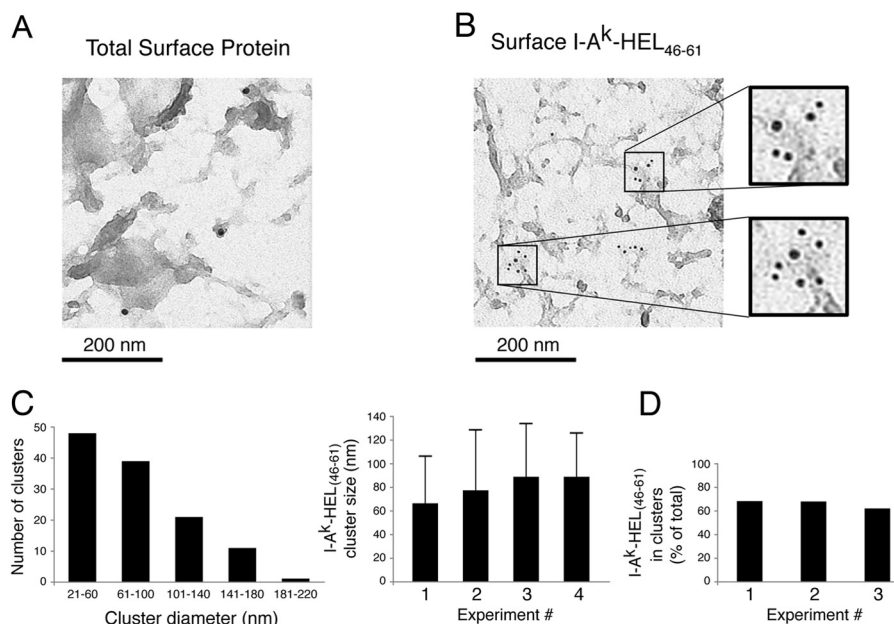 A
Total Surface Protein
200 nm
B
Surface I-Aᵏ-HEL₄₆₋₆₁
200 nm
C
Number of clusters
50
40
30
20
10
0
21-60 61-100 101-140 141-180 181-220
Cluster diameter (nm)
I-Aᵏ-HEL₍₄₆₋₆₁₎
cluster size (nm)
140
120
100
80
60
40
20
0
1 2 3 4
Experiment #
D
I-Aᵏ-HEL₍₄₆₋₆₁₎
in clusters
(% of total)
100
80
60
40
20
0
1 2 3
Experiment #